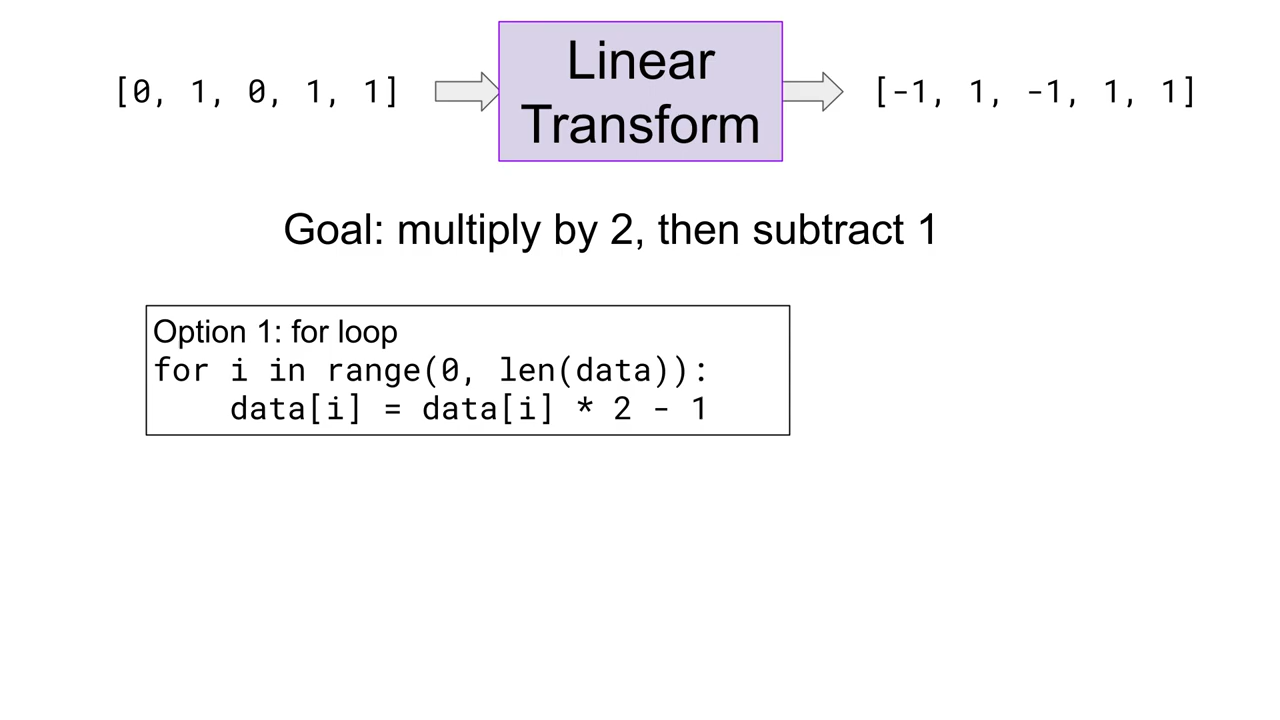 [0, 1, 0, 1, 1]
Linear
Transform
[-1, 1, -1, 1, 1]
Goal: multiply by 2, then subtract 1
Option 1: for loop
for i in range(0, len(data)):
    data[i] = data[i] * 2 - 1